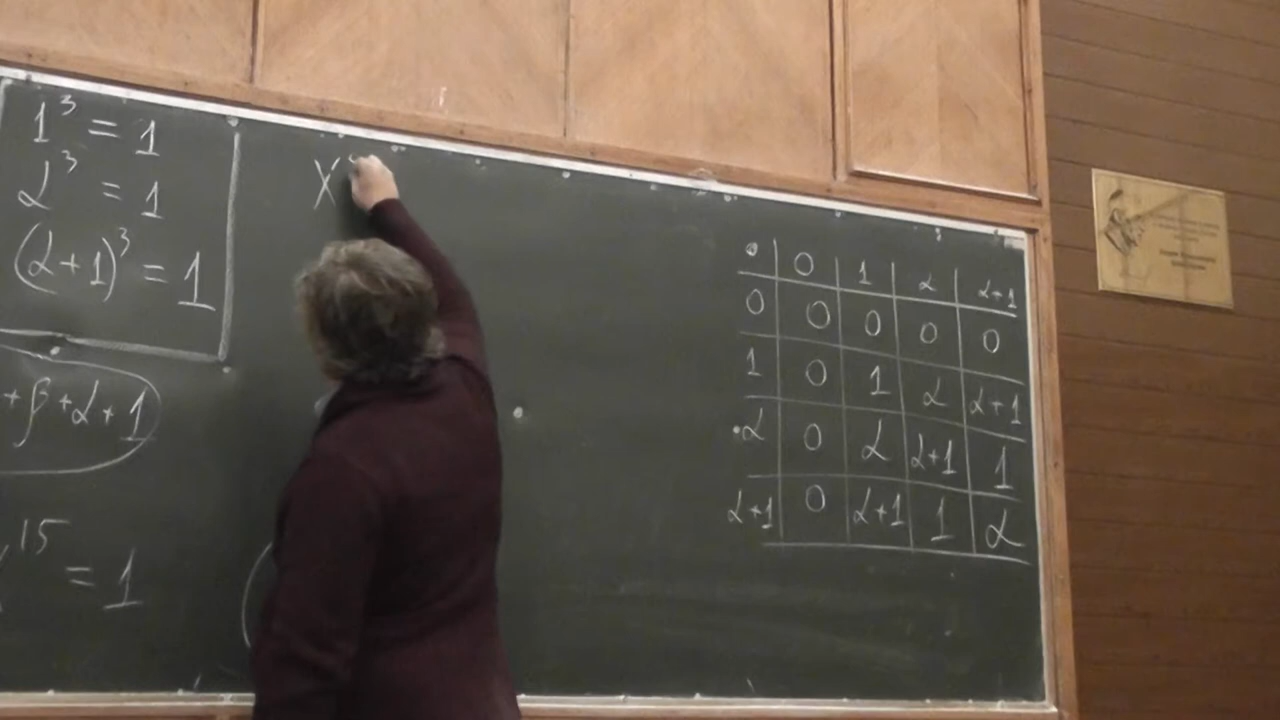 1³ = 1
α³ = 1
(α+1)³ = 1
+β+α+1
15 = 1
X
· 0 1 α α+1
0 0 0 0 0
1 0 1 α α+1
·α 0 α α+1 1
α+1 0 α+1 1 α